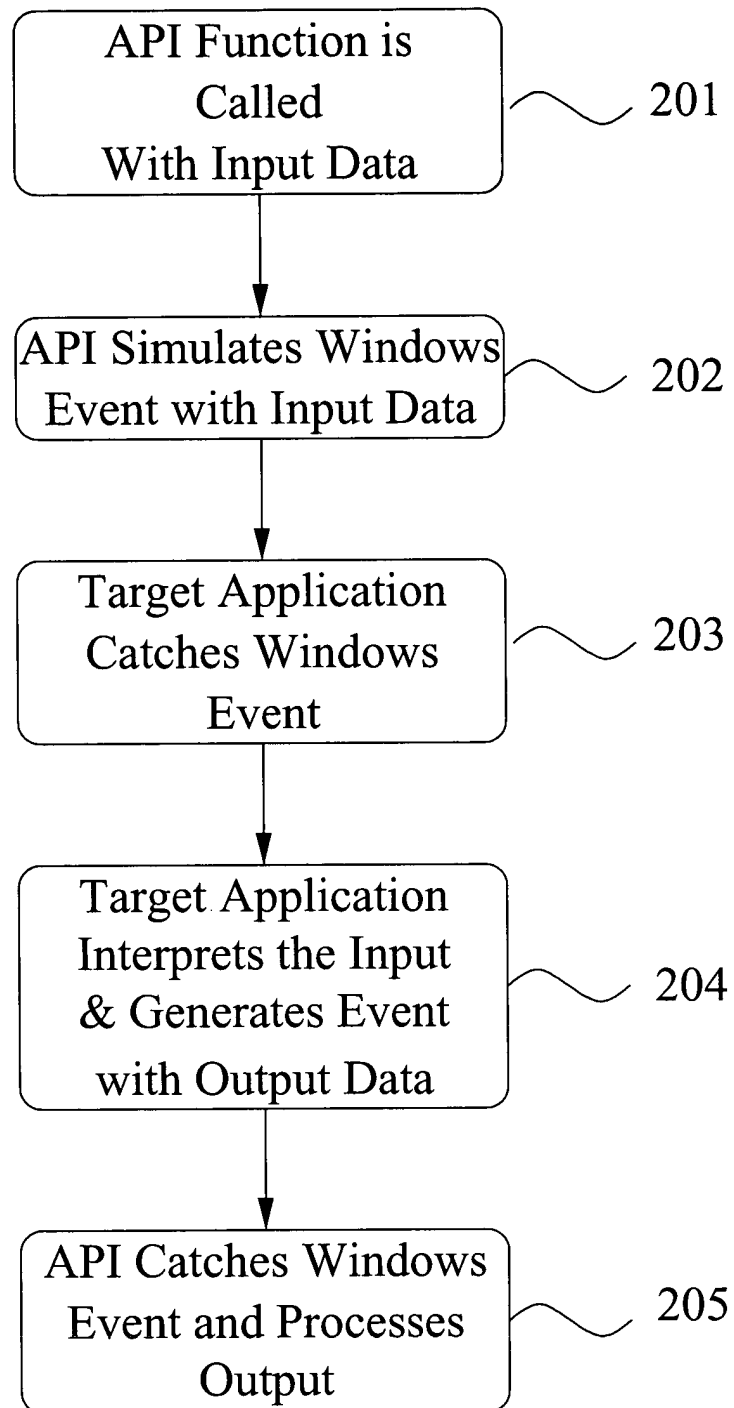 API Function is
Called
With Input Data
201
API Simulates Windows
Event with Input Data
202
Target Application
Catches Windows
Event
203
Target Application
Interprets the Input
& Generates Event
with Output Data
204
API Catches Windows
Event and Processes
Output
205